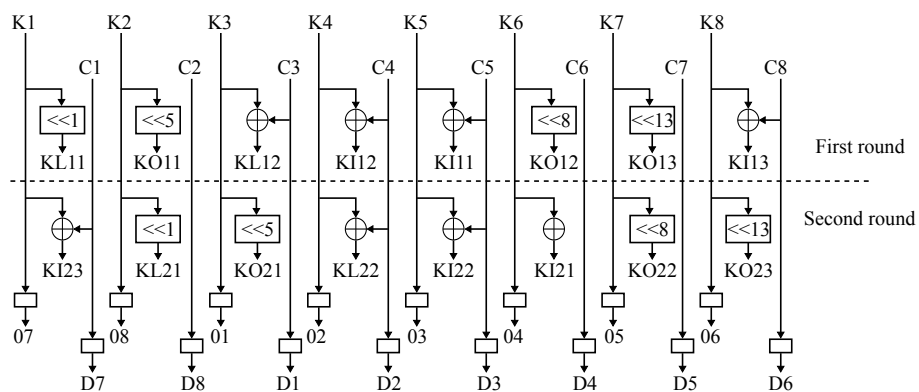 K1 K2 K3 K4 K5 K6 K7 K8
C1 C2 C3 C4 C5 C6 C7 C8
<<1 <<5 <<8 <<13
KL11 KO11 KL12 KI12 KI11 KO12 KO13 KI13
First round
Second round
<<1 <<5 <<8 <<13
KI23 KL21 KO21 KL22 KI22 KI21 KO22 KO23
07 08 01 02 03 04 05 06
D7 D8 D1 D2 D3 D4 D5 D6